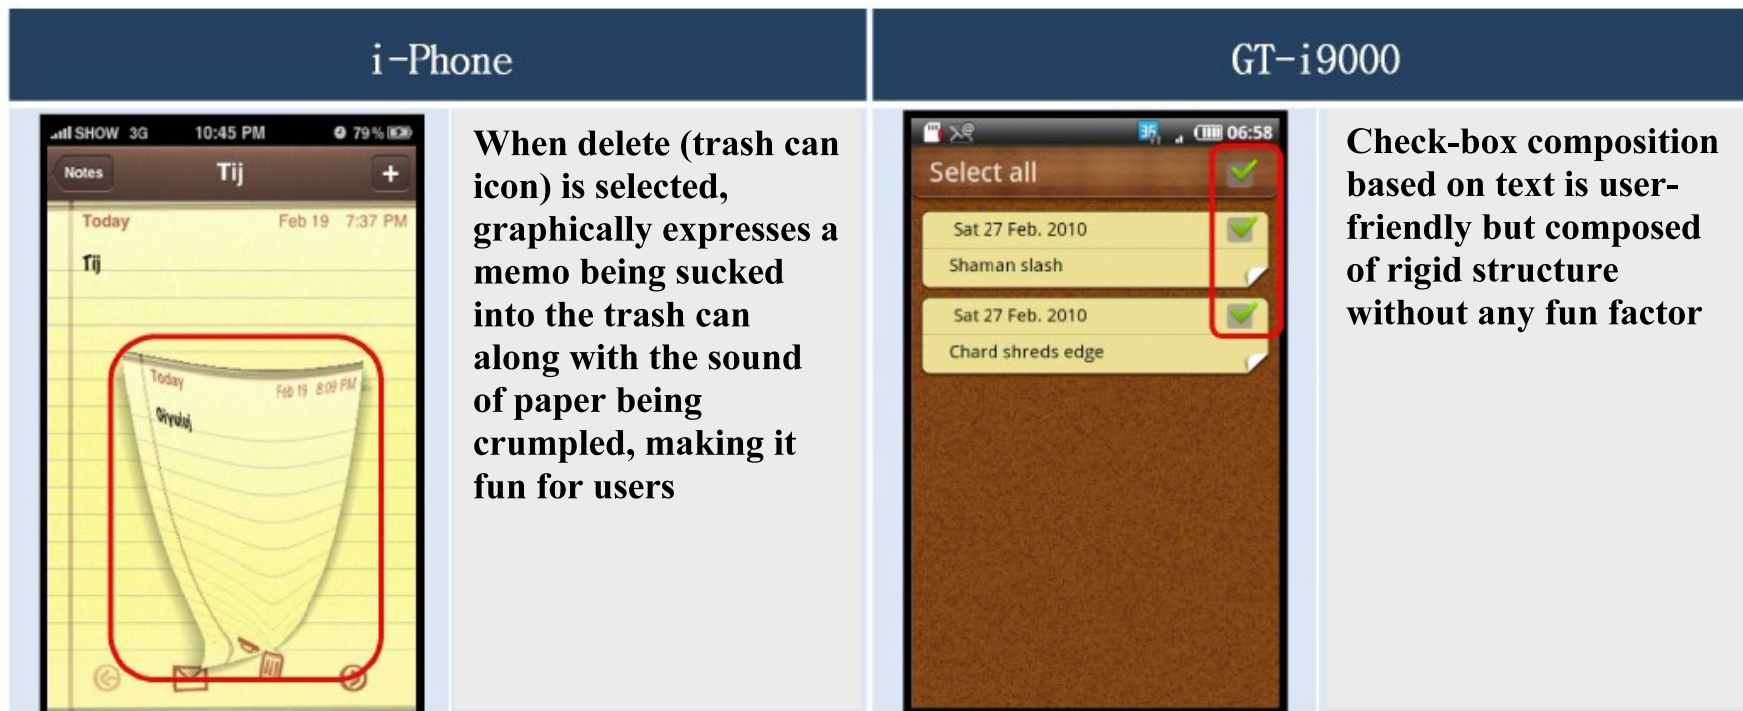 i-Phone
GT-i9000
SHOW 3G 10:45 PM 79%
Notes Tij +
Today Feb 19 7:37 PM
Tij
Today Feb 19 8:09 PM
When delete (trash can
icon) is selected,
graphically expresses a
memo being sucked
into the trash can
along with the sound
of paper being
crumpled, making it
fun for users
06:58
Select all
Sat 27 Feb. 2010
Shaman slash
Sat 27 Feb. 2010
Chard shreds edge
Check-box composition
based on text is user-
friendly but composed
of rigid structure
without any fun factor